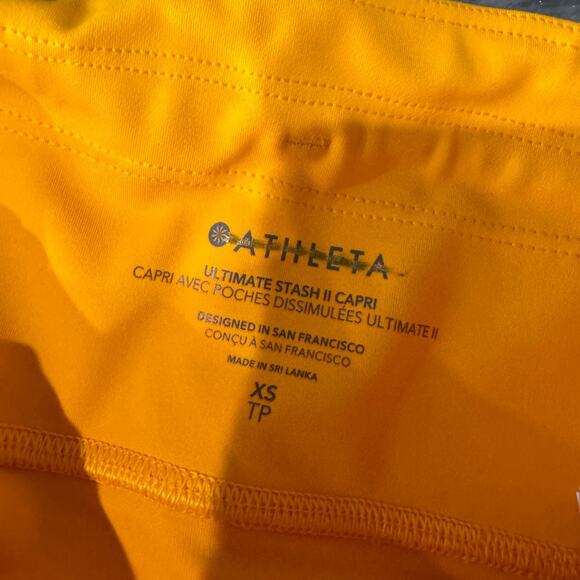 ATHLETA
ULTIMATE STASH II CAPRI
CAPRI AVEC POCHES DISSIMULÉES ULTIMATE II
DESIGNED IN SAN FRANCISCO
CONÇU À SAN FRANCISCO
MADE IN SRI LANKA
XS
TP